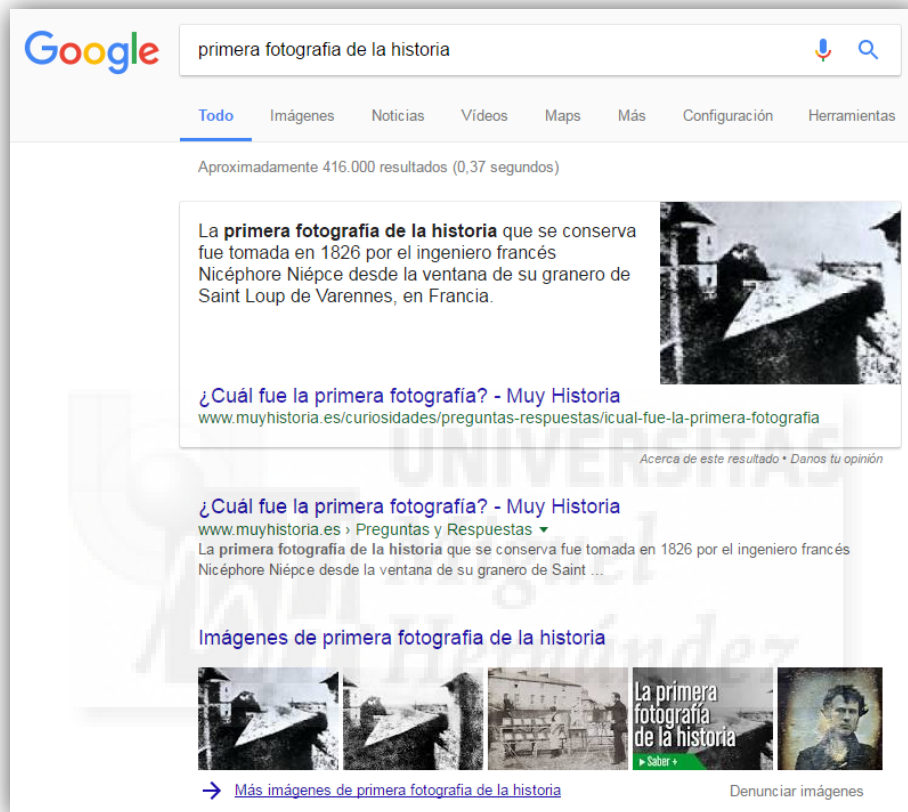 Google
primera fotografia de la historia
Todo Imágenes Noticias Vídeos Maps Más Configuración Herramientas
Aproximadamente 416.000 resultados (0,37 segundos)
La primera fotografía de la historia que se conserva
fue tomada en 1826 por el ingeniero francés
Nicéphore Niépce desde la ventana de su granero de
Saint Loup de Varennes, en Francia.
¿Cuál fue la primera fotografía? - Muy Historia
www.muyhistoria.es/curiosidades/preguntas-respuestas/icual-fue-la-primera-fotografia
UNIVERSITAS
Acerca de este resultado • Danos tu opinión
¿Cuál fue la primera fotografía? - Muy Historia
www.muyhistoria.es › Preguntas y Respuestas
La primera fotografía de la historia que se conserva fue tomada en 1826 por el ingeniero francés
Miguel
Nicéphore Niépce desde la ventana de su granero de Saint ...
Imágenes de primera fotografia de la historia
Hernández
La primera
fotografía
de la historia
Saber +
Más imágenes de primera fotografia de la historia
Denunciar imágenes